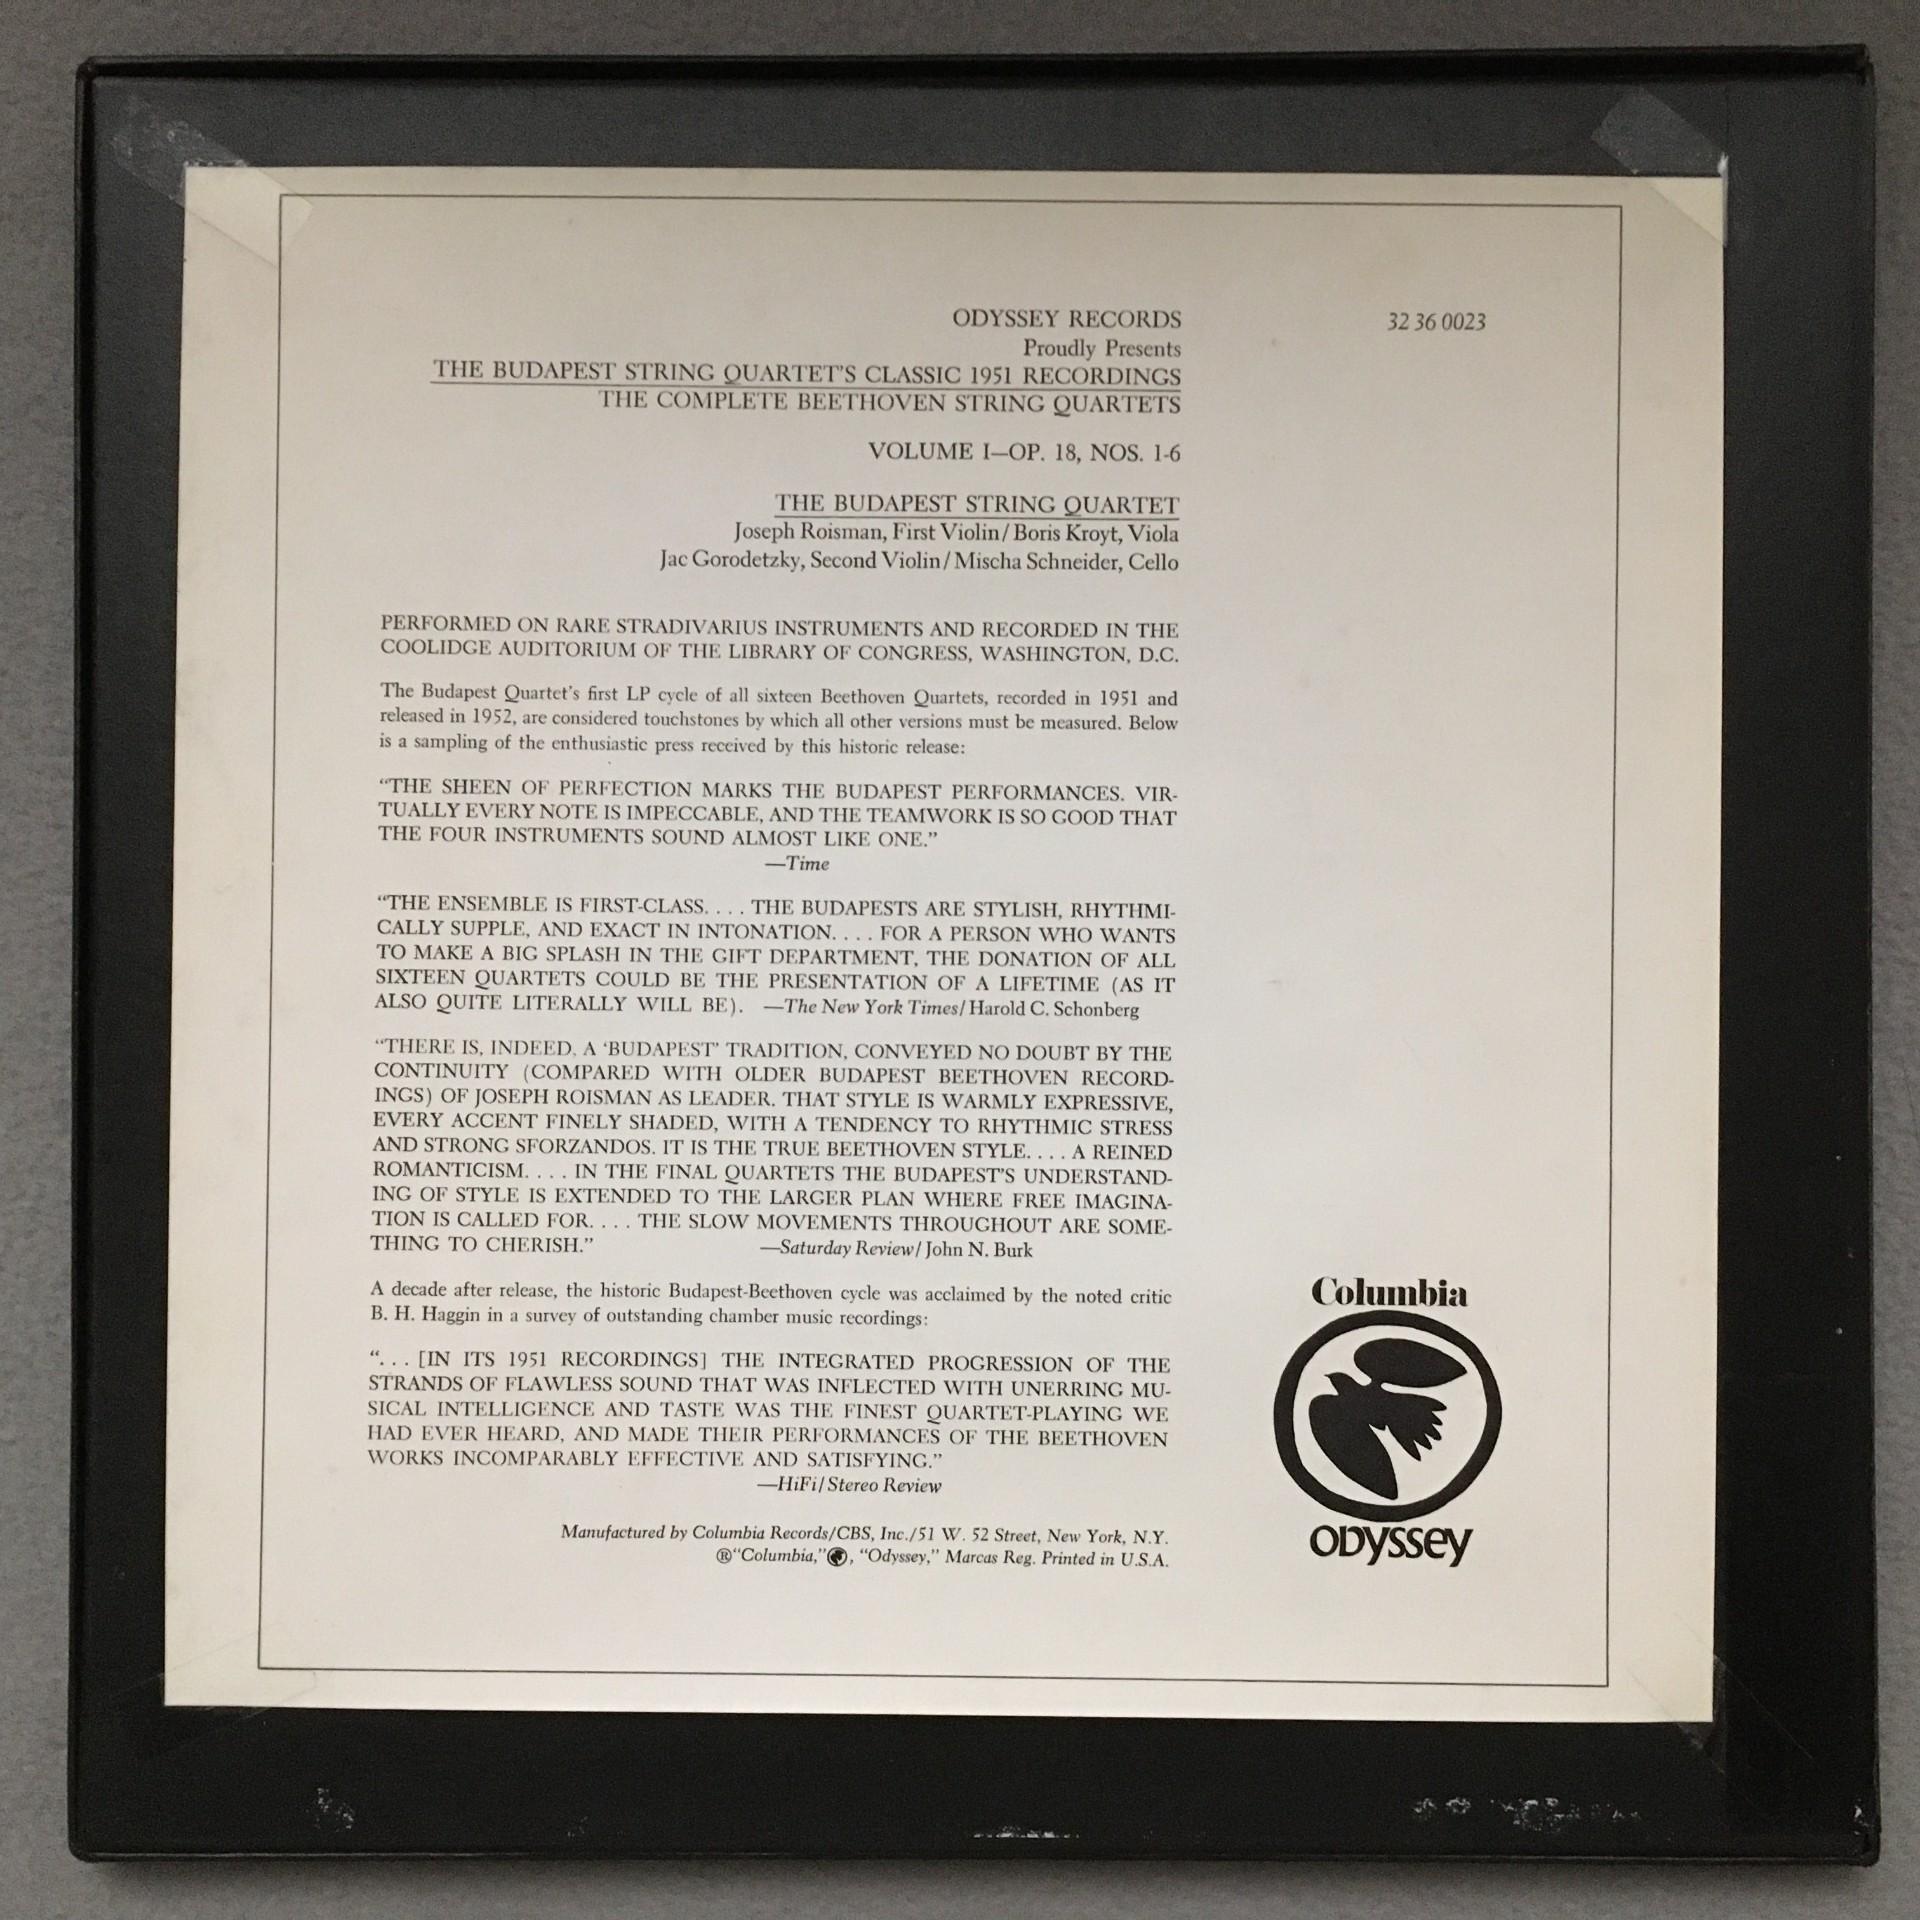 ODYSSEY RECORDS
32 36 0023
Proudly Presents
THE BUDAPEST STRING QUARTET'S CLASSIC 1951 RECORDINGS
THE COMPLETE BEETHOVEN STRING QUARTETS
VOLUME I—OP. 18, NOS. 1-6
THE BUDAPEST STRING QUARTET
Joseph Roisman, First Violin/Boris Kroyt, Viola
Jac Gorodetzky, Second Violin/Mischa Schneider, Cello
PERFORMED ON RARE STRADIVARIUS INSTRUMENTS AND RECORDED IN THE
COOLIDGE AUDITORIUM OF THE LIBRARY OF CONGRESS, WASHINGTON, D.C.
The Budapest Quartet's first LP cycle of all sixteen Beethoven Quartets, recorded in 1951 and
released in 1952, are considered touchstones by which all other versions must be measured. Below
is a sampling of the enthusiastic press received by this historic release:
“THE SHEEN OF PERFECTION MARKS THE BUDAPEST PERFORMANCES. VIR-
TUALLY EVERY NOTE IS IMPECCABLE, AND THE TEAMWORK IS SO GOOD THAT
THE FOUR INSTRUMENTS SOUND ALMOST LIKE ONE.”
—Time
“THE ENSEMBLE IS FIRST-CLASS. . . . THE BUDAPESTS ARE STYLISH, RHYTHMI-
CALLY SUPPLE, AND EXACT IN INTONATION. . . . FOR A PERSON WHO WANTS
TO MAKE A BIG SPLASH IN THE GIFT DEPARTMENT, THE DONATION OF ALL
SIXTEEN QUARTETS COULD BE THE PRESENTATION OF A LIFETIME (AS IT
ALSO QUITE LITERALLY WILL BE). —The New York Times/Harold C. Schonberg
“THERE IS, INDEED, A ‘BUDAPEST’ TRADITION, CONVEYED NO DOUBT BY THE
CONTINUITY (COMPARED WITH OLDER BUDAPEST BEETHOVEN RECORD-
INGS) OF JOSEPH ROISMAN AS LEADER. THAT STYLE IS WARMLY EXPRESSIVE,
EVERY ACCENT FINELY SHADED, WITH A TENDENCY TO RHYTHMIC STRESS
AND STRONG SFORZANDOS. IT IS THE TRUE BEETHOVEN STYLE. . . . A REINED
ROMANTICISM. . . . IN THE FINAL QUARTETS THE BUDAPEST'S UNDERSTAND-
ING OF STYLE IS EXTENDED TO THE LARGER PLAN WHERE FREE IMAGINA-
TION IS CALLED FOR. . . . THE SLOW MOVEMENTS THROUGHOUT ARE SOME-
THING TO CHERISH.” —Saturday Review/John N. Burk
A decade after release, the historic Budapest-Beethoven cycle was acclaimed by the noted critic
B. H. Haggin in a survey of outstanding chamber music recordings:
“. . . [IN ITS 1951 RECORDINGS] THE INTEGRATED PROGRESSION OF THE
STRANDS OF FLAWLESS SOUND THAT WAS INFLECTED WITH UNERRING MU-
SICAL INTELLIGENCE AND TASTE WAS THE FINEST QUARTET-PLAYING WE
HAD EVER HEARD, AND MADE THEIR PERFORMANCES OF THE BEETHOVEN
WORKS INCOMPARABLY EFFECTIVE AND SATISFYING.”
—HiFi/Stereo Review
Manufactured by Columbia Records/CBS, Inc./51 W. 52 Street, New York, N.Y.
®“Columbia,” , “Odyssey,” Marcas Reg. Printed in U.S.A.
Columbia
ODYSSEY